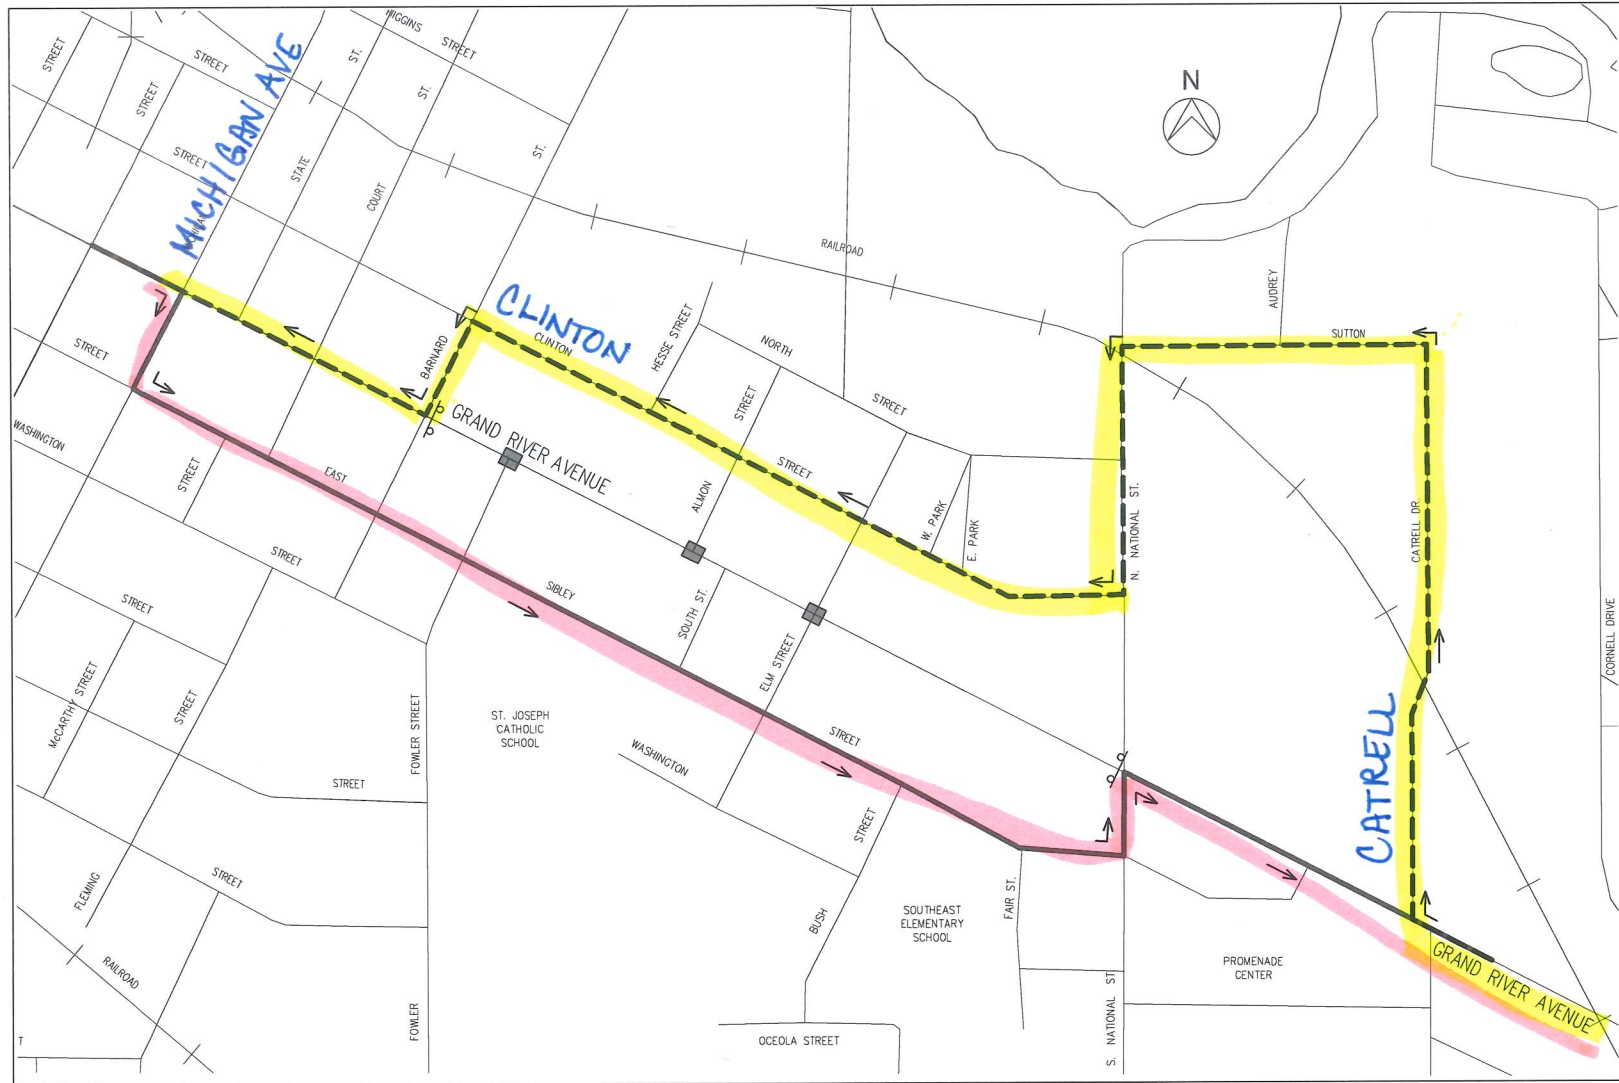 HIGGINS
STREET
STREET
STREET
STREET
ST.
ST.
ST.
MICHIGAN AVE
STREET
STATE
COURT
N
RAILROAD
AUDREY
SUTTON
CLINTON
CLINTON
BARNARD
HESSE STREET
NORTH
STREET
STREET
STREET
GRAND RIVER AVENUE
WASHINGTON
STREET
EAST
ALMON
STREET
W. PARK
E. PARK
N. NATIONAL ST.
CATRELL DR.
STREET
SIBLEY
SOUTH ST.
STREET
ELM STREET
CORNELL DRIVE
McCARTHY STREET
STREET
FOWLER STREET
ST. JOSEPH
CATHOLIC
SCHOOL
WASHINGTON
STREET
CATRELL
STREET
STREET
STREET
FLEMING
BUSH
SOUTHEAST
ELEMENTARY
SCHOOL
FAIR ST.
PROMENADE
CENTER
GRAND RIVER AVENUE
RAILROAD
FOWLER
OCEOLA STREET
S. NATIONAL ST.
T